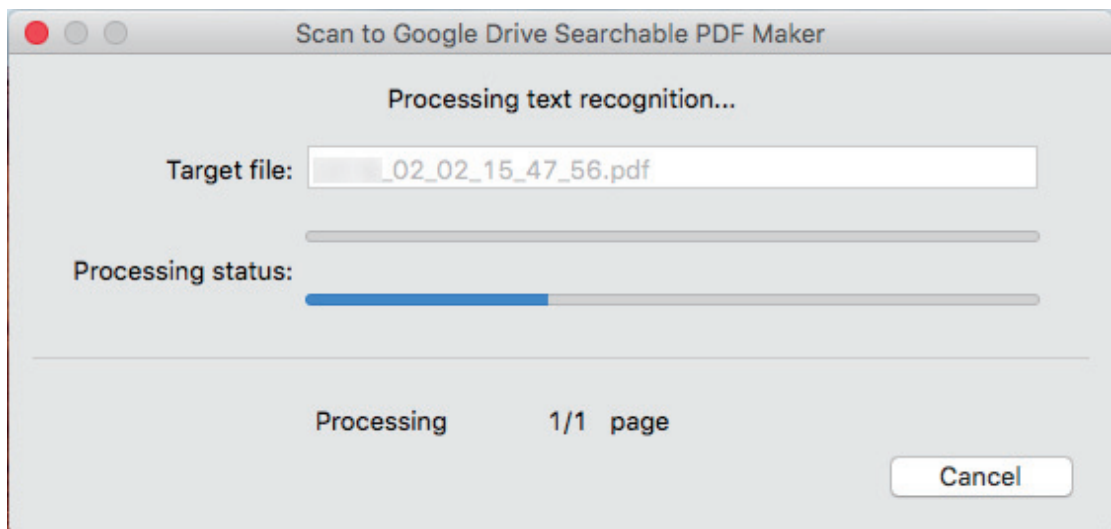 Scan to Google Drive Searchable PDF Maker
Processing text recognition...
Target file: _02_02_15_47_56.pdf
Processing status:
Processing 1/1 page
Cancel